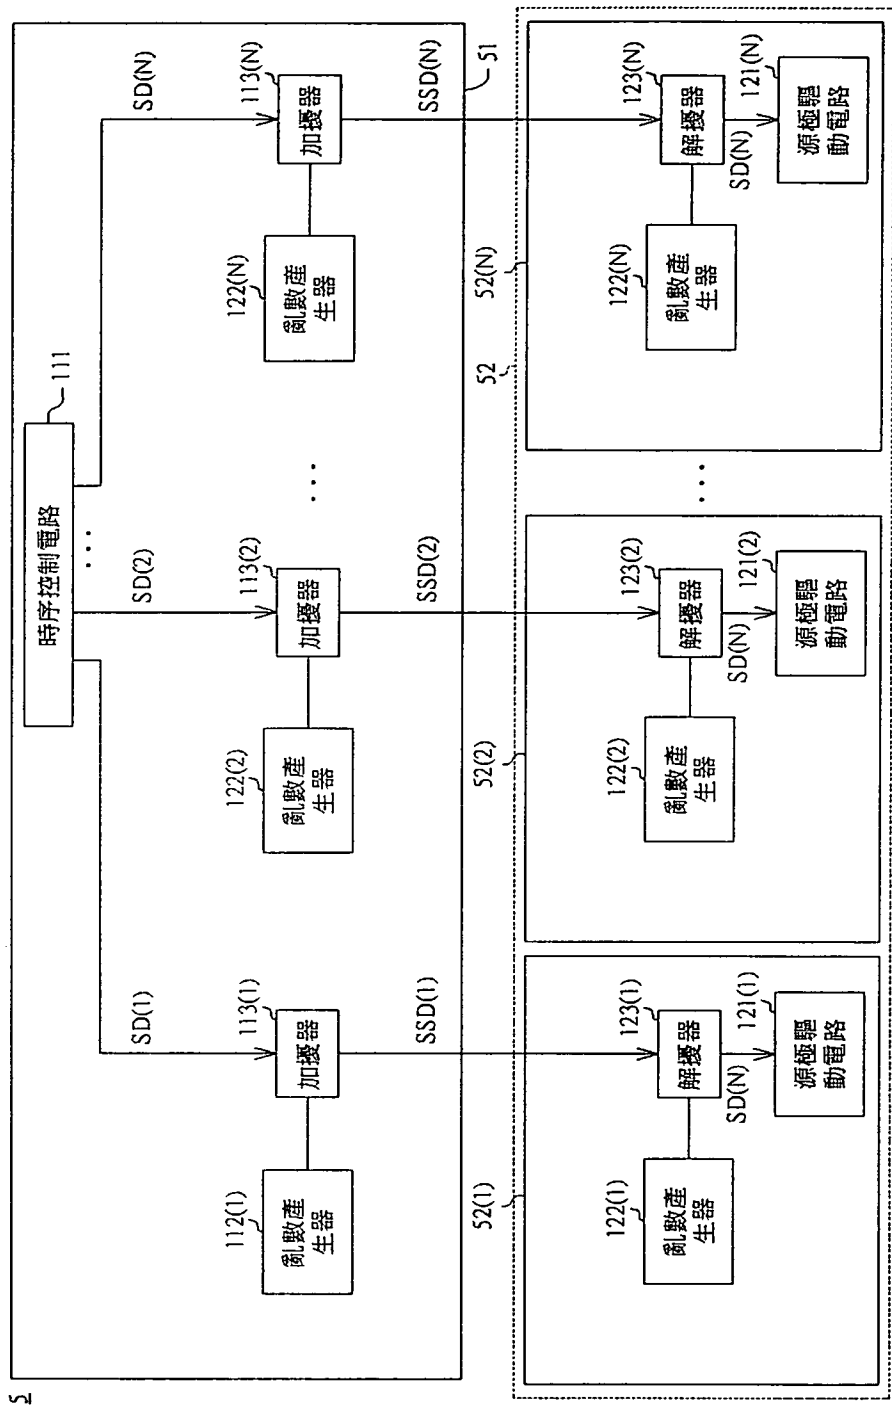 5
時序控制電路
111
SD(1)
SD(2)
...
SD(N)
113(1)
加擾器
113(2)
加擾器
...
113(N)
加擾器
112(1)
亂數產
生器
122(2)
亂數產
生器
122(N)
亂數產
生器
SSD(1)
SSD(2)
SSD(N)
51
52
52(1)
122(1)
亂數產
生器
123(1)
解擾器
SD(N)
121(1)
源極驅
動電路
52(2)
122(2)
亂數產
生器
123(2)
解擾器
SD(N)
121(2)
源極驅
動電路
...
52(N)
122(N)
亂數產
生器
123(N)
解擾器
SD(N)
121(N)
源極驅
動電路